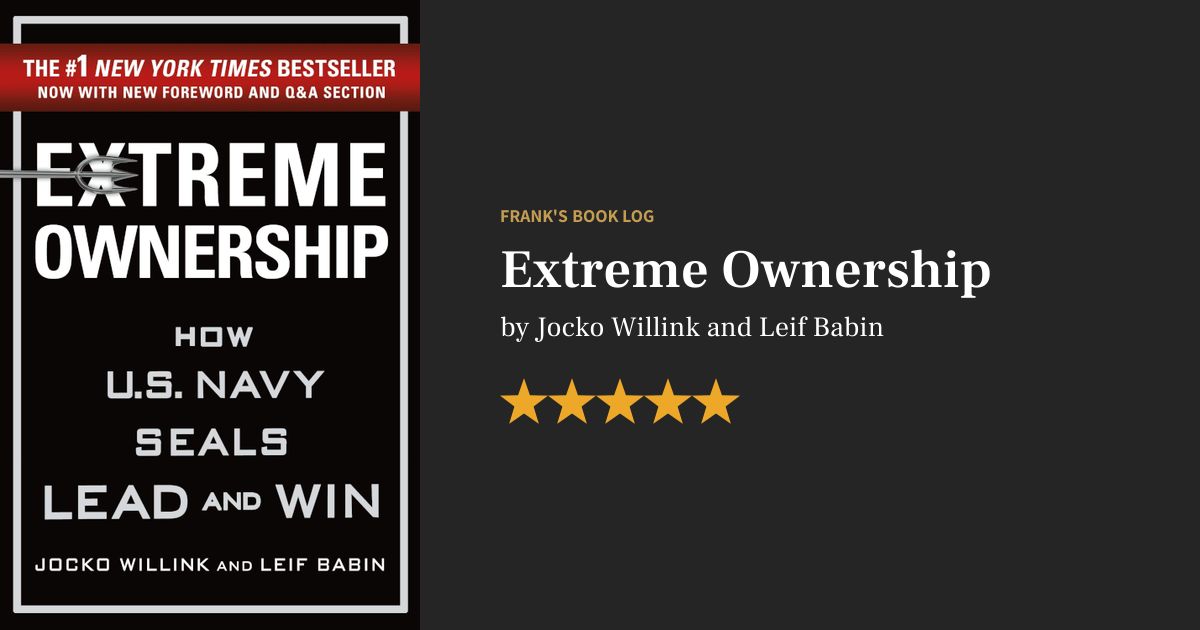 THE #1 NEW YORK TIMES BESTSELLER
NOW WITH NEW FOREWORD AND Q&A SECTION
EXTREME
OWNERSHIP
HOW
U.S. NAVY
SEALS
LEAD AND WIN
JOCKO WILLINK AND LEIF BABIN
FRANK'S BOOK LOG
Extreme Ownership
by Jocko Willink and Leif Babin